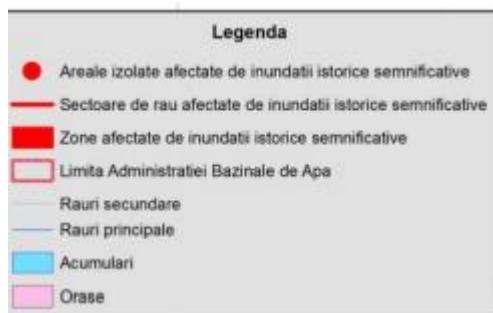 Legenda
Areale izolate afectate de inundatii istorice semnificative
Sectoare de rau afectate de inundatii istorice semnificative
Zone afectate de inundatii istorice semnificative
Limita Administratiei Bazinale de Apa
Rauri secundare
Rauri principale
Acumulari
Orase